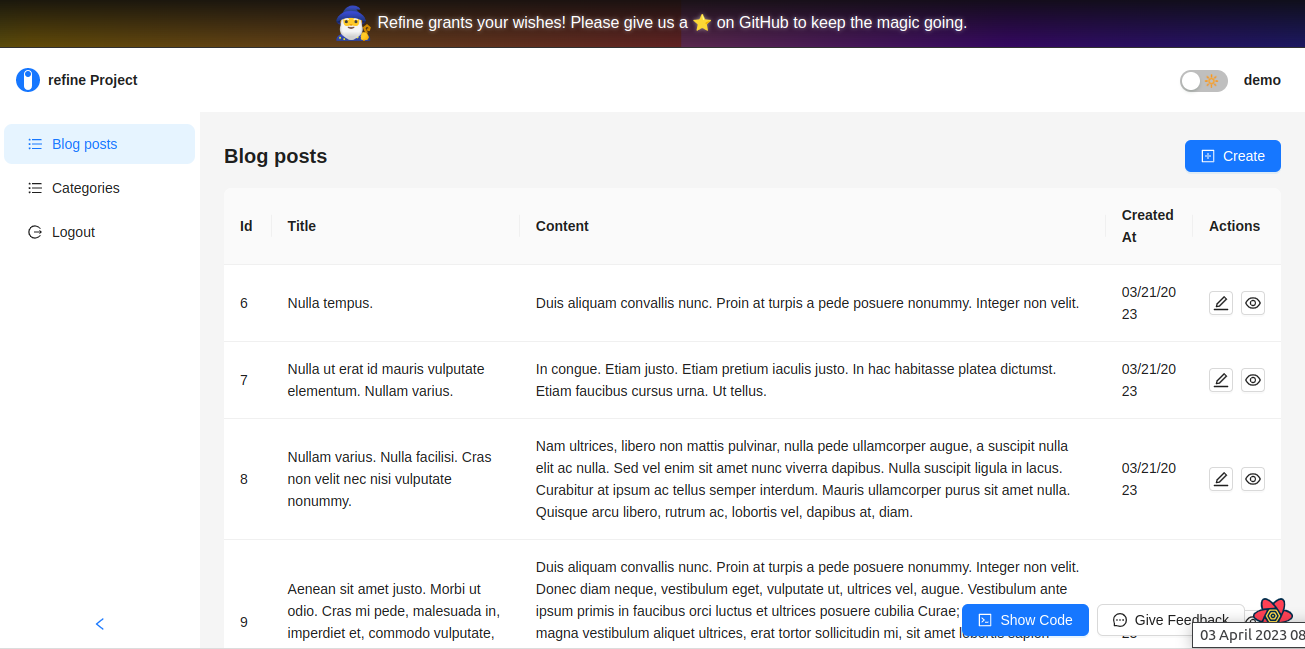 Refine grants your wishes! Please give us a ⭐ on GitHub to keep the magic going.
refine Project
demo
Blog posts
Categories
Logout
Blog posts
Create
Id Title Content Created At Actions
6 Nulla tempus. Duis aliquam convallis nunc. Proin at turpis a pede posuere nonummy. Integer non velit. 03/21/20
23
7 Nulla ut erat id mauris vulputate
elementum. Nullam varius.
In congue. Etiam justo. Etiam pretium iaculis justo. In hac habitasse platea dictumst.
Etiam faucibus cursus urna. Ut tellus.
03/21/20
23
8 Nullam varius. Nulla facilisi. Cras
non velit nec nisi vulputate
nonummy.
Nam ultrices, libero non mattis pulvinar, nulla pede ullamcorper augue, a suscipit nulla
elit ac nulla. Sed vel enim sit amet nunc viverra dapibus. Nulla suscipit ligula in lacus.
Curabitur at ipsum ac tellus semper interdum. Mauris ullamcorper purus sit amet nulla.
Quisque arcu libero, rutrum ac, lobortis vel, dapibus at, diam.
03/21/20
23
9 Aenean sit amet justo. Morbi ut
odio. Cras mi pede, malesuada in,
imperdiet et, commodo vulputate,
Duis aliquam convallis nunc. Proin at turpis a pede posuere nonummy. Integer non velit.
Donec diam neque, vestibulum eget, vulputate ut, ultrices vel, augue. Vestibulum ante
ipsum primis in faucibus orci luctus et ultrices posuere cubilia Curae;
magna vestibulum aliquet ultrices, erat tortor sollicitudin mi, sit amet lobortis sapien
Show Code
Give Feedback
03 April 2023 08